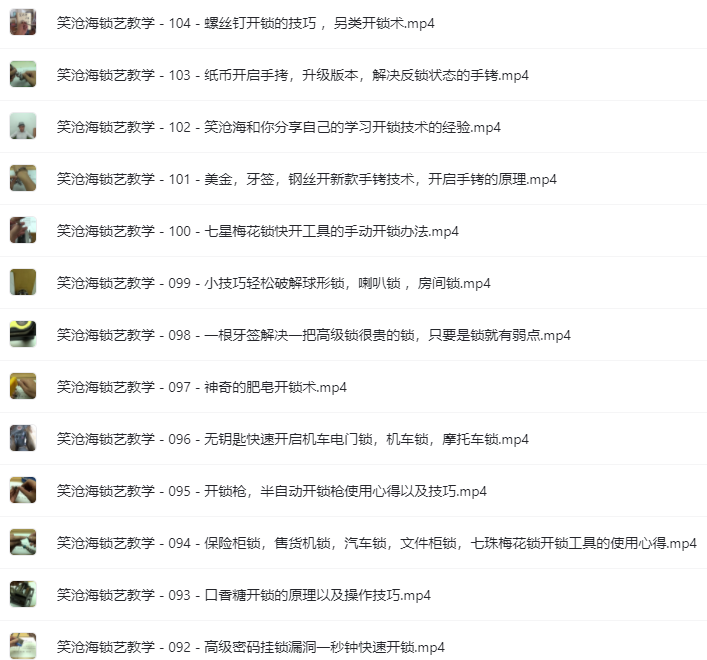 笑沧海锁艺教学 - 104 - 螺丝钉开锁的技巧 ，另类开锁术.mp4
笑沧海锁艺教学 - 103 - 纸币开启手拷，升级版本，解决反锁状态的手铐.mp4
笑沧海锁艺教学 - 102 - 笑沧海和你分享自己的学习开锁技术的经验.mp4
笑沧海锁艺教学 - 101 - 美金，牙签，钢丝开新款手铐技术，开启手铐的原理.mp4
笑沧海锁艺教学 - 100 - 七星梅花锁快开工具的手动开锁办法.mp4
笑沧海锁艺教学 - 099 - 小技巧轻松破解球形锁，喇叭锁 ，房间锁.mp4
笑沧海锁艺教学 - 098 - 一根牙签解决一把高级锁很贵的锁，只要是锁就有弱点.mp4
笑沧海锁艺教学 - 097 - 神奇的肥皂开锁术.mp4
笑沧海锁艺教学 - 096 - 无钥匙快速开启机车电门锁，机车锁，摩托车锁.mp4
笑沧海锁艺教学 - 095 - 开锁枪，半自动开锁枪使用心得以及技巧.mp4
笑沧海锁艺教学 - 094 - 保险柜锁，售货机锁，汽车锁，文件柜锁，七珠梅花锁开锁工具的使用心得.mp4
笑沧海锁艺教学 - 093 - 口香糖开锁的原理以及操作技巧.mp4
笑沧海锁艺教学 - 092 - 高级密码挂锁漏洞一秒钟快速开锁.mp4